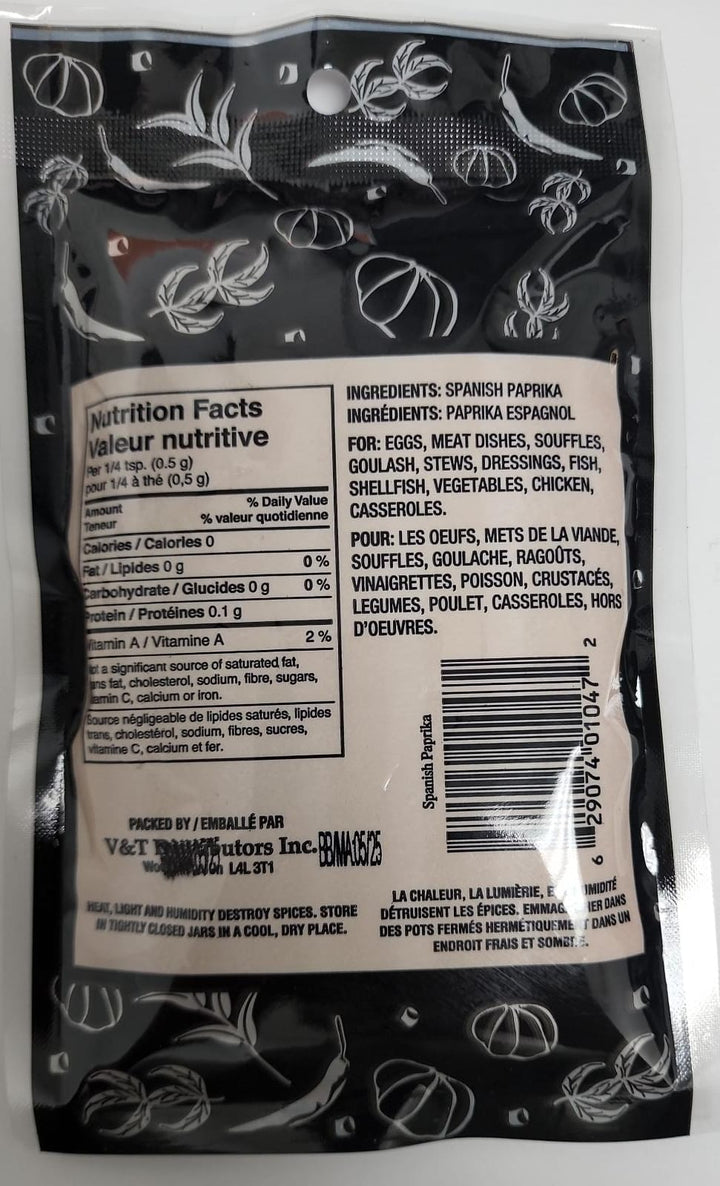 Nutrition Facts
Valeur nutritive
Per 1/4 tsp. (0.5 g)
pour 1/4 à thé (0,5 g)
Amount
Teneur
% Daily Value
% valeur quotidienne
Calories / Calories 0
Fat / Lipides 0 g 0 %
Carbohydrate / Glucides 0 g 0 %
Protein / Protéines 0.1 g
Vitamin A / Vitamine A 2 %
Not a significant source of saturated fat,
trans fat, cholesterol, sodium, fibre, sugars,
vitamin C, calcium or iron.
Source négligeable de lipides saturés, lipides
trans, cholestérol, sodium, fibres, sucres,
vitamine C, calcium et fer.
INGREDIENTS: SPANISH PAPRIKA
INGRÉDIENTS: PAPRIKA ESPAGNOL
FOR: EGGS, MEAT DISHES, SOUFFLES,
GOULASH, STEWS, DRESSINGS, FISH,
SHELLFISH, VEGETABLES, CHICKEN,
CASSEROLES.
POUR: LES OEUFS, METS DE LA VIANDE,
SOUFFLES, GOULACHE, RAGOÛTS,
VINAIGRETTES, POISSON, CRUSTACÉS,
LEGUMES, POULET, CASSEROLES, HORS
D'OEUVRES.
Spanish Paprika
6 29074 01047 2
PACKED BY / EMBALLÉ PAR
V&T Inc.
L4L 3T1
BB/MA 05/25
HEAT, LIGHT AND HUMIDITY DESTROY SPICES. STORE
IN TIGHTLY CLOSED JARS IN A COOL, DRY PLACE.
LA CHALEUR, LA LUMIÈRIE, HUMIDITÉ
DÉTRUISENT LES ÉPICES. DANS
DES POTS FERMÉS HERMÉTIQUEMENT DANS UN
ENDROIT FRAIS ET SOMBRE.